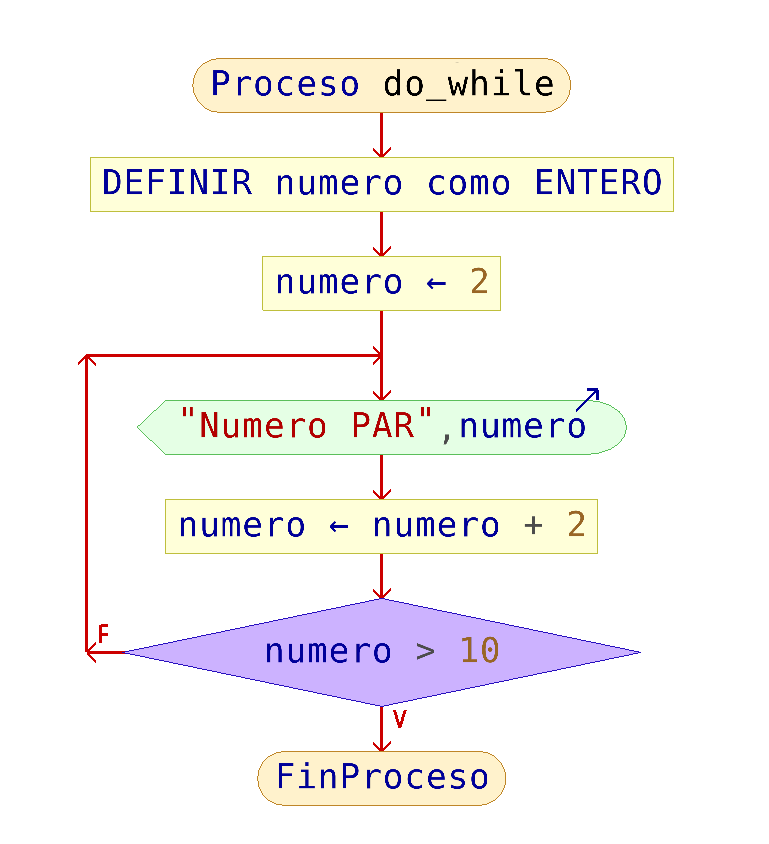 Proceso do_while
DEFINIR numero como ENTERO
numero ← 2
"Numero PAR",numero
numero ← numero + 2
F
numero > 10
V
FinProceso